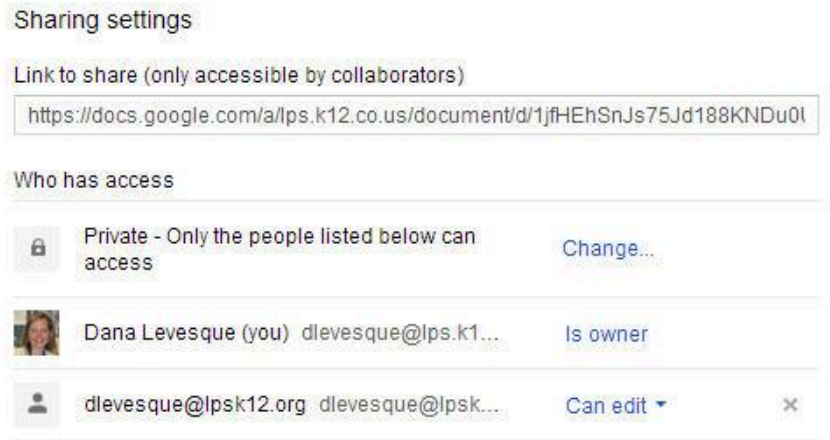 Sharing settings
Link to share (only accessible by collaborators)
https://docs.google.com/a/lps.k12.co.us/document/d/1jfHEhSnJs75Jd188KNDu0
Who has access
Private - Only the people listed below can
access
Change...
Dana Levesque (you) dlevesque@lps.k1...
Is owner
dlevesque@lpsk12.org dlevesque@lpsk...
Can edit